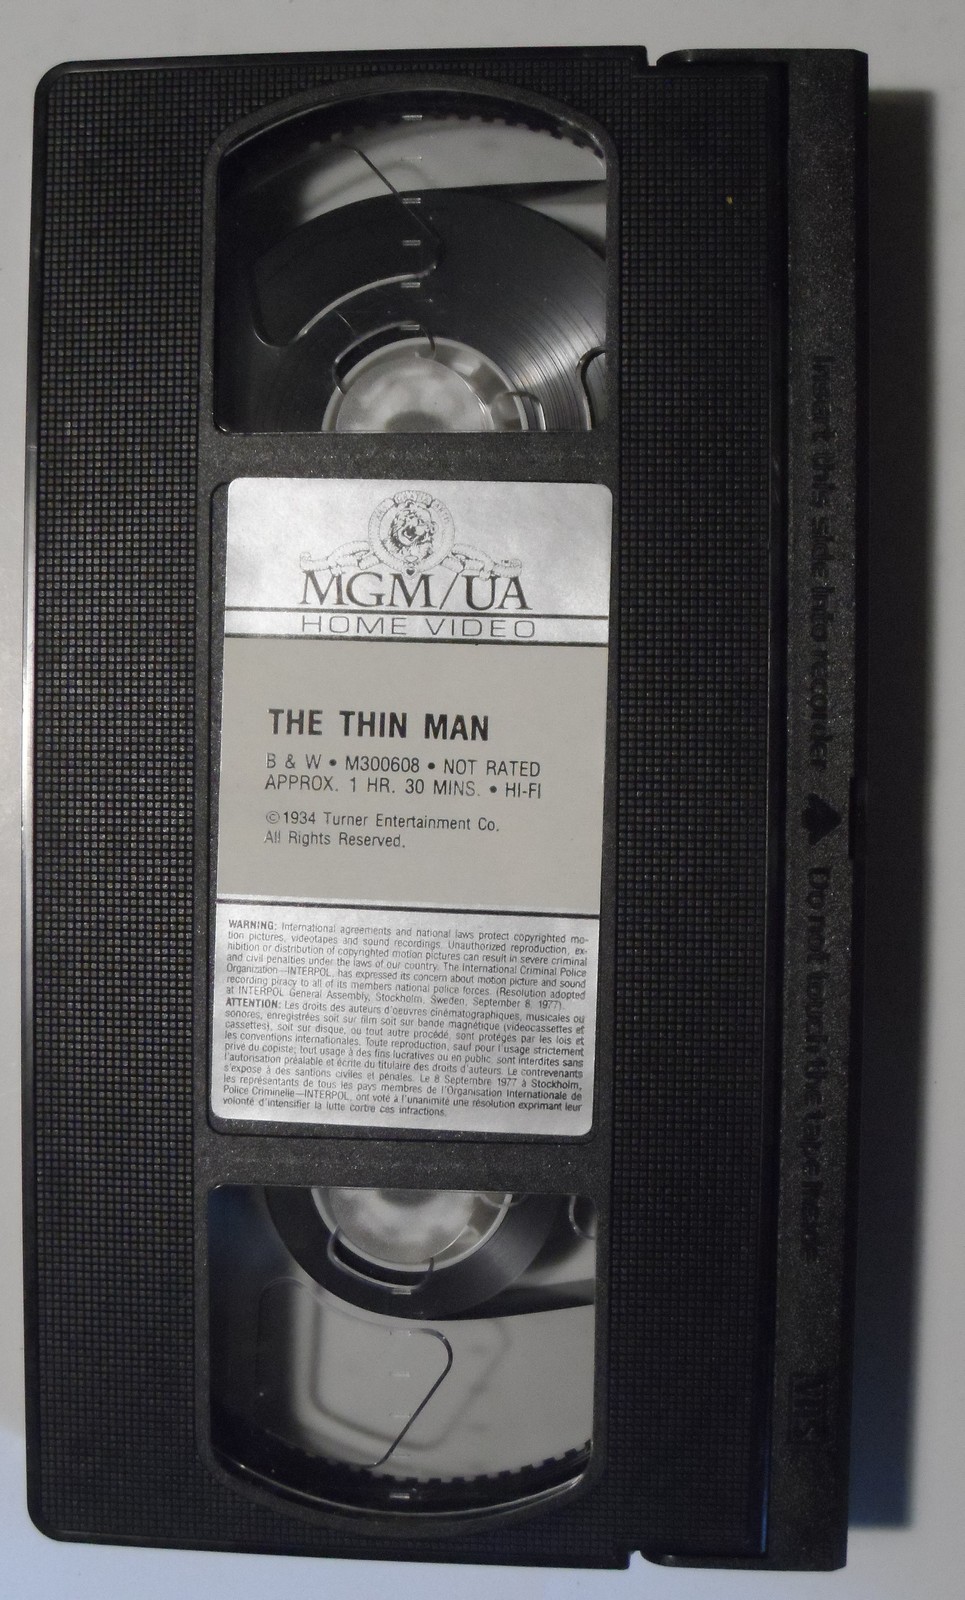 MGM/UA
HOME VIDEO
THE THIN MAN
B & W • M300608 • NOT RATED
APPROX. 1 HR. 30 MINS. • HI-FI
©1934 Turner Entertainment Co.
All Rights Reserved.
WARNING: International agreements and national laws protect copyrighted mo-
tion pictures, videotapes and sound recordings. Unauthorized reproduction, ex-
hibition or distribution of copyrighted motion pictures can result in severe criminal
and civil penalties under the laws of our country. The International Criminal Police
Organization—INTERPOL, has expressed its concern about motion picture and sound
recording piracy to all of its members national police forces. (Resolution adopted
at INTERPOL General Assembly, Stockholm, Sweden, September 8, 1977).
ATTENTION: Les droits des auteurs d'oeuvres cinématographiques, musicales ou
sonores, enregistrées soit sur film soit sur bande magnétique (videocassettes et
cassettes), soit sur disque, ou tout autre procédé, sont protégés par les lois et
les conventions internationales. Toute reproduction, sauf pour l'usage strictement
privé du copiste; tout usage à des fins lucratives ou en public, sont interdites sans
l'autorisation préalable et écrite du titulaire des droits d'auteurs. Le contrevenants
s'expose à des santions civiles et pénales. Le 8 Septembre 1977 à Stockholm,
les représentants de tous les pays membres de l'Organisation Internationale de
Police Criminelle—INTERPOL, ont voté à l'unanimité une résolution exprimant leur
volonté d'intensifier la lutte contre ces infractions.
Insert this side into recorder ▲ Do not touch the tape inside
VHS